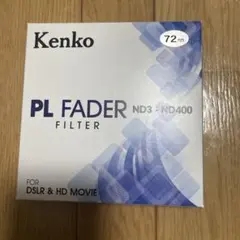 Kenko
72mm
PL FADER ND3 - ND400
FILTER
FOR
DSLR & HD MOVIE